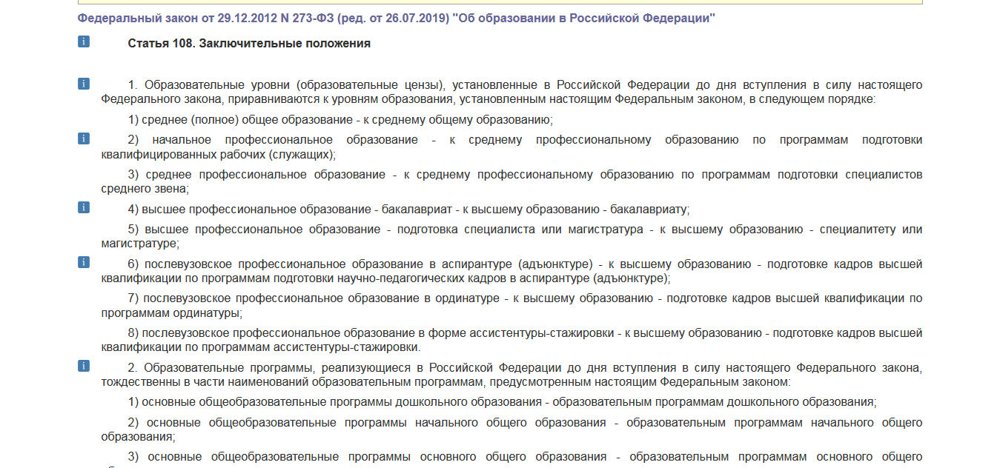 Федеральный закон от 29.12.2012 N 273-ФЗ (ред. от 26.07.2019) "Об образовании в Российской Федерации"
Статья 108. Заключительные положения
1. Образовательные уровни (образовательные цензы), установленные в Российской Федерации до дня вступления в силу настоящего
Федерального закона, приравниваются к уровням образования, установленным настоящим Федеральным законом, в следующем порядке:
1) среднее (полное) общее образование - к среднему общему образованию;
2) начальное профессиональное образование - к среднему профессиональному образованию по программам подготовки
квалифицированных рабочих (служащих);
3) среднее профессиональное образование - к среднему профессиональному образованию по программам подготовки специалистов
среднего звена;
4) высшее профессиональное образование - бакалавриат - к высшему образованию - бакалавриату;
5) высшее профессиональное образование - подготовка специалиста или магистратура - к высшему образованию - специалитету или
магистратуре;
6) послевузовское профессиональное образование в аспирантуре (адъюнктуре) - к высшему образованию - подготовке кадров высшей
квалификации по программам подготовки научно-педагогических кадров в аспирантуре (адъюнктуре);
7) послевузовское профессиональное образование в ординатуре - к высшему образованию - подготовке кадров высшей квалификации по
программам ординатуры;
8) послевузовское профессиональное образование в форме ассистентуры-стажировки - к высшему образованию - подготовке кадров высшей
квалификации по программам ассистентуры-стажировки.
2. Образовательные программы, реализующиеся в Российской Федерации до дня вступления в силу настоящего Федерального закона,
тождественны в части наименований образовательным программам, предусмотренным настоящим Федеральным законом:
1) основные общеобразовательные программы дошкольного образования - образовательным программам дошкольного образования;
2) основные общеобразовательные программы начального общего образования - образовательным программам начального общего
образования;
3) основные общеобразовательные программы основного общего образования - образовательным программам основного общего